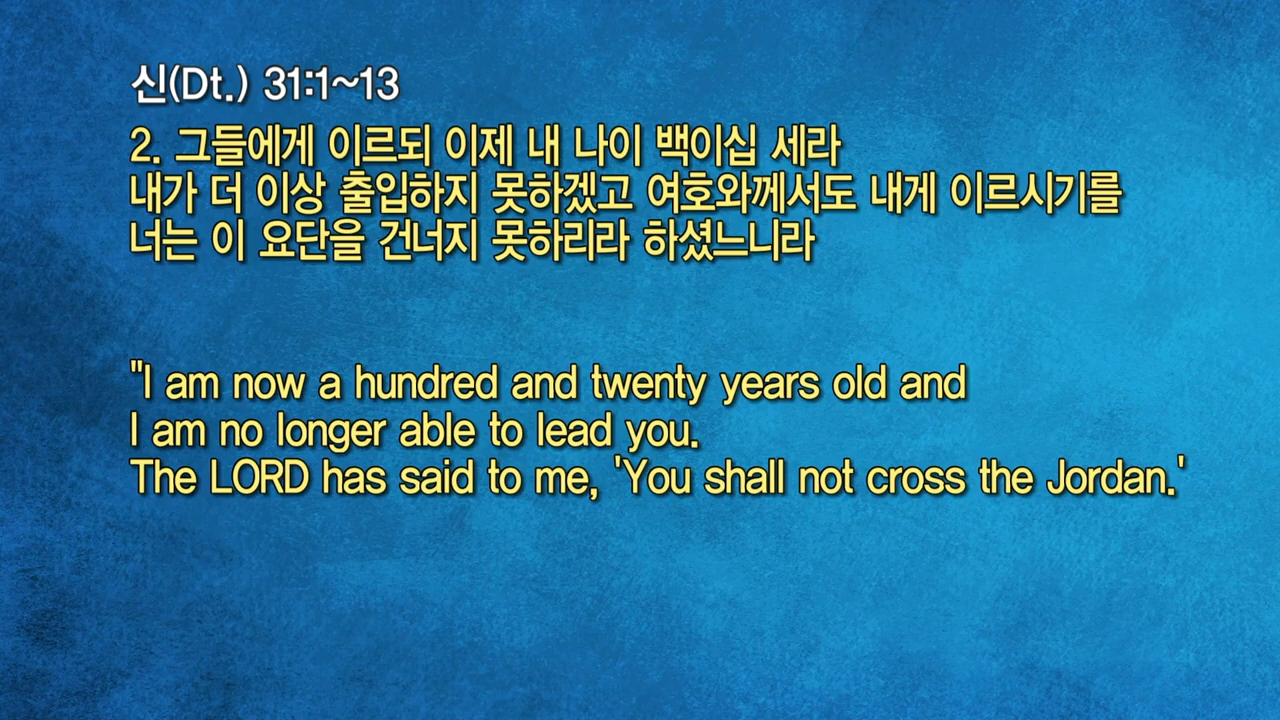 신(Dt.) 31:1~13
2. 그들에게 이르되 이제 내 나이 백이십 세라
내가 더 이상 출입하지 못하겠고 여호와께서도 내게 이르시기를
너는 이 요단을 건너지 못하리라 하셨느니라
"I am now a hundred and twenty years old and
I am no longer able to lead you.
The LORD has said to me, 'You shall not cross the Jordan.'